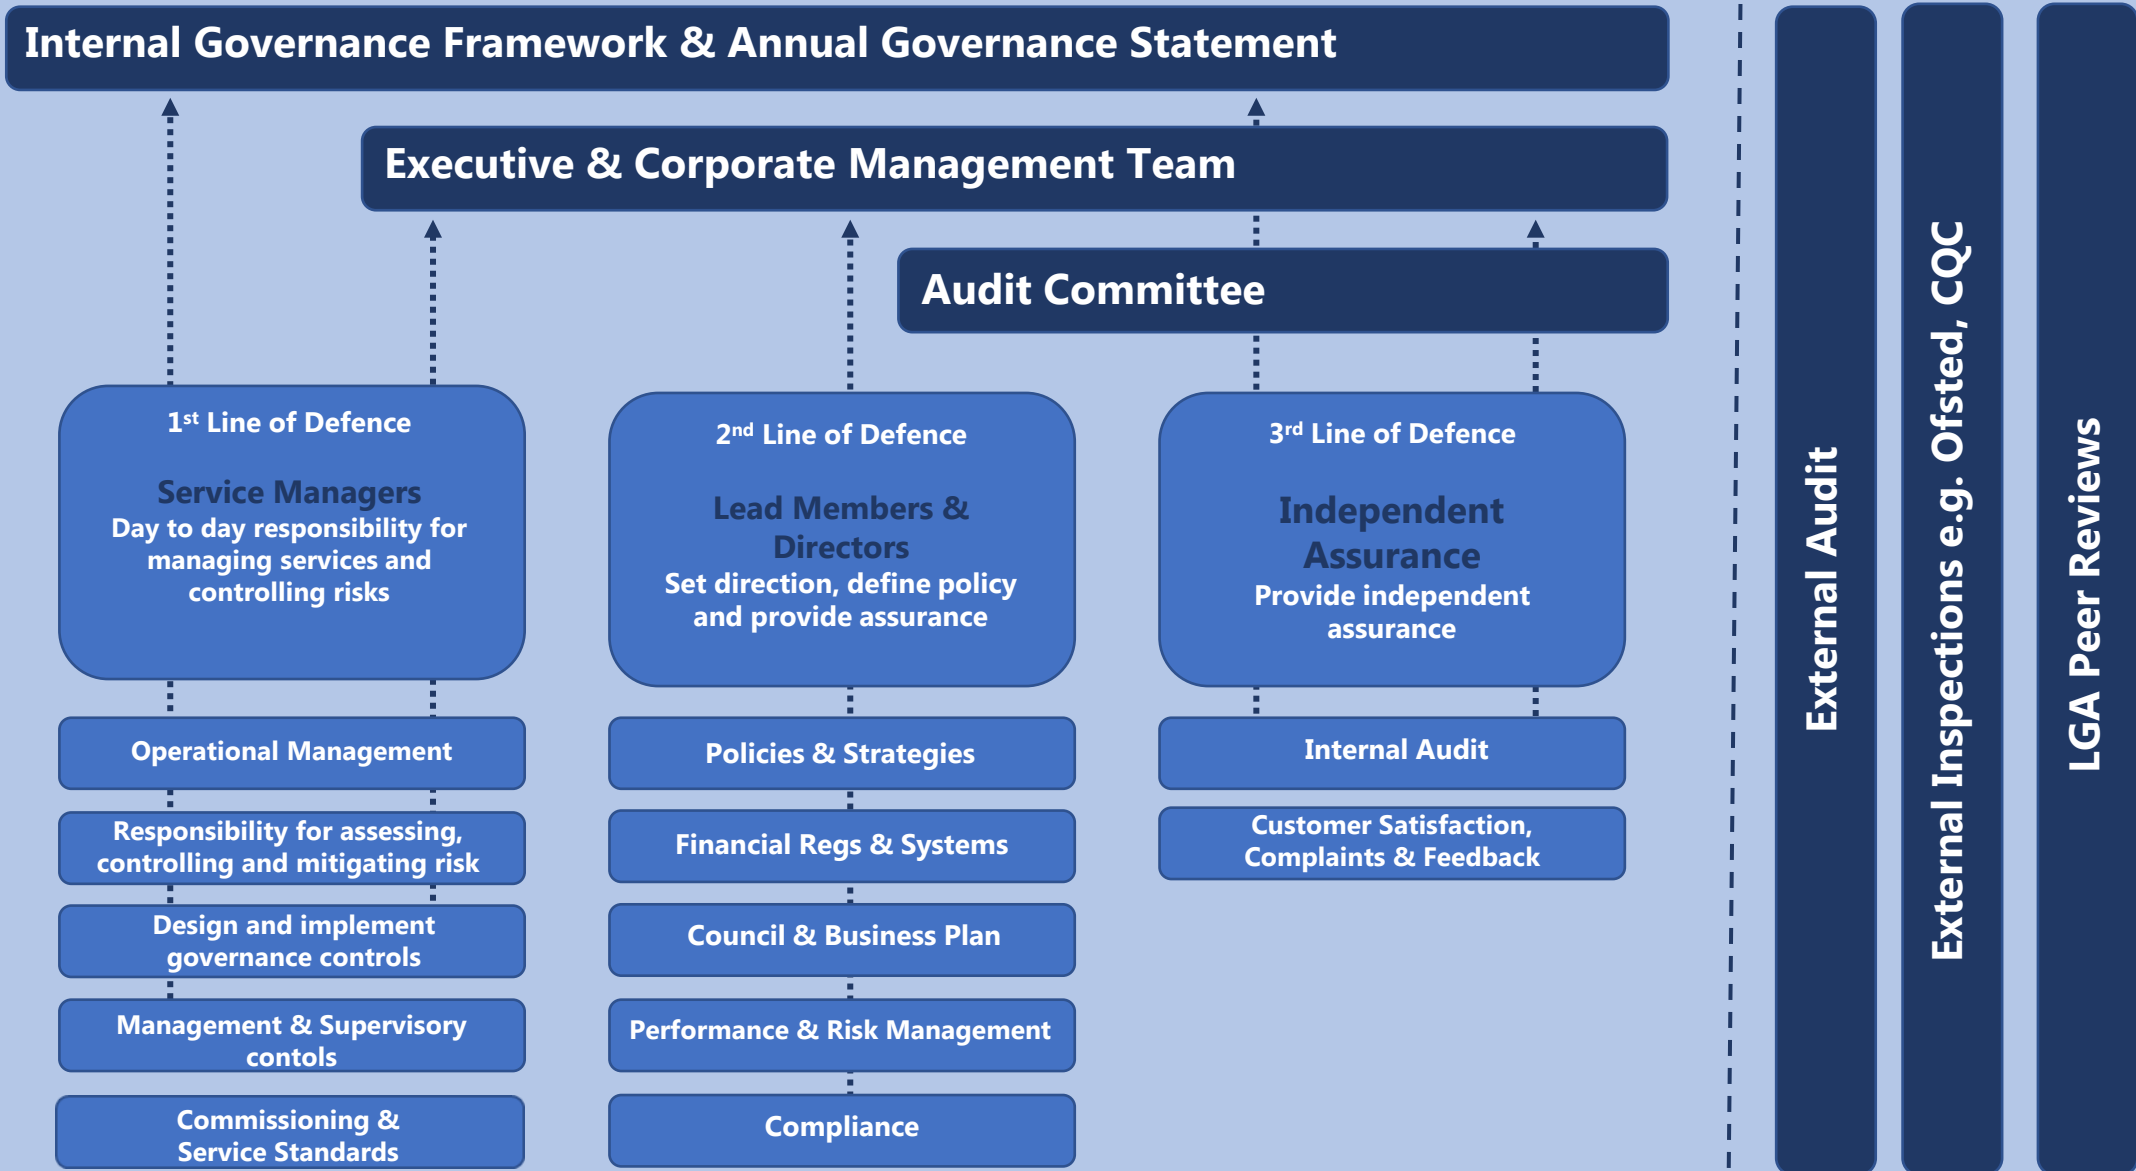 Internal Governance Framework & Annual Governance Statement
Executive & Corporate Management Team
Audit Committee
1st Line of Defence
Service Managers
Day to day responsibility for
managing services and
controlling risks
Operational Management
Responsibility for assessing,
controlling and mitigating risk
Design and implement
governance controls
Management & Supervisory
contols
Commissioning &
Service Standards
2nd Line of Defence
Lead Members &
Directors
Set direction, define policy
and provide assurance
Policies & Strategies
Financial Regs & Systems
Council & Business Plan
Performance & Risk Management
Compliance
3rd Line of Defence
Independent
Assurance
Provide independent
assurance
Internal Audit
Customer Satisfaction,
Complaints & Feedback
External Audit
External Inspections e.g. Ofsted, CQC
LGA Peer Reviews